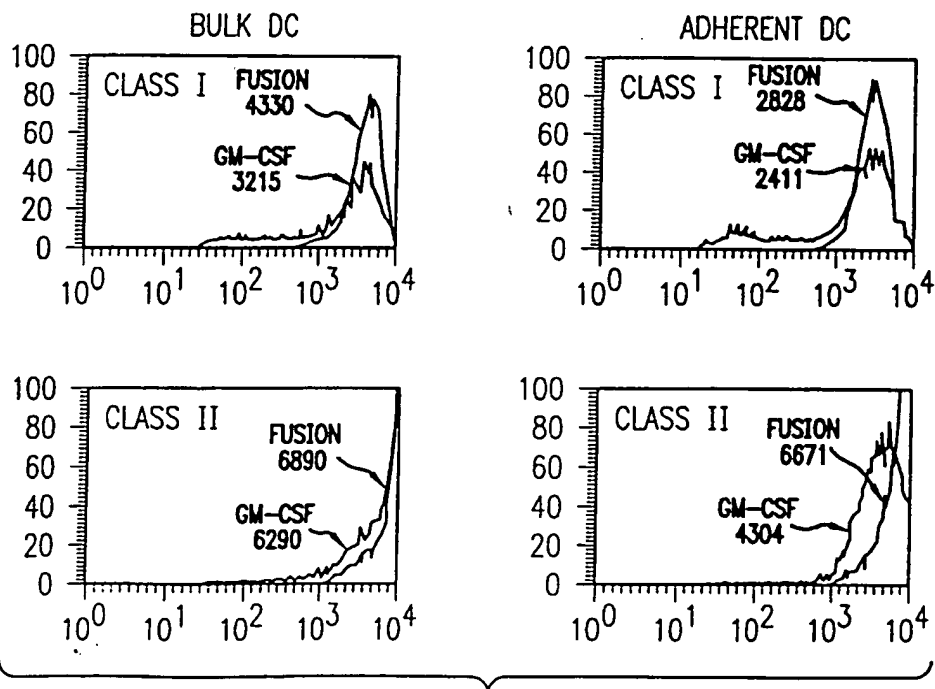 BULK DC
ADHERENT DC
100
80
60
40
20
0
CLASS I
FUSION
4330
GM-CSF
3215
10^0 10^1 10^2 10^3 10^4
100
80
60
40
20
0
CLASS I
FUSION
2828
GM-CSF
2411
10^0 10^1 10^2 10^3 10^4
100
80
60
40
20
0
CLASS II
FUSION
6890
GM-CSF
6290
10^0 10^1 10^2 10^3 10^4
100
80
60
40
20
0
CLASS II
FUSION
6671
GM-CSF
4304
10^0 10^1 10^2 10^3 10^4